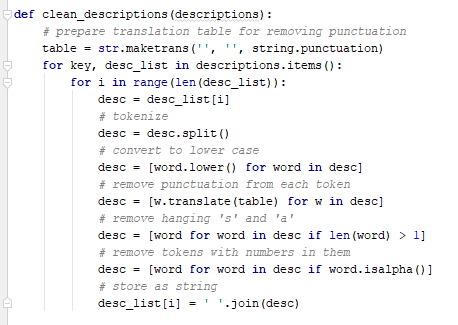 def clean_descriptions(descriptions):
    # prepare translation table for removing punctuation
    table = str.maketrans('', '', string.punctuation)
    for key, desc_list in descriptions.items():
        for i in range(len(desc_list)):
            desc = desc_list[i]
            # tokenize
            desc = desc.split()
            # convert to lower case
            desc = [word.lower() for word in desc]
            # remove punctuation from each token
            desc = [w.translate(table) for w in desc]
            # remove hanging 's' and 'a'
            desc = [word for word in desc if len(word) > 1]
            # remove tokens with numbers in them
            desc = [word for word in desc if word.isalpha()]
            # store as string
            desc_list[i] = ' '.join(desc)